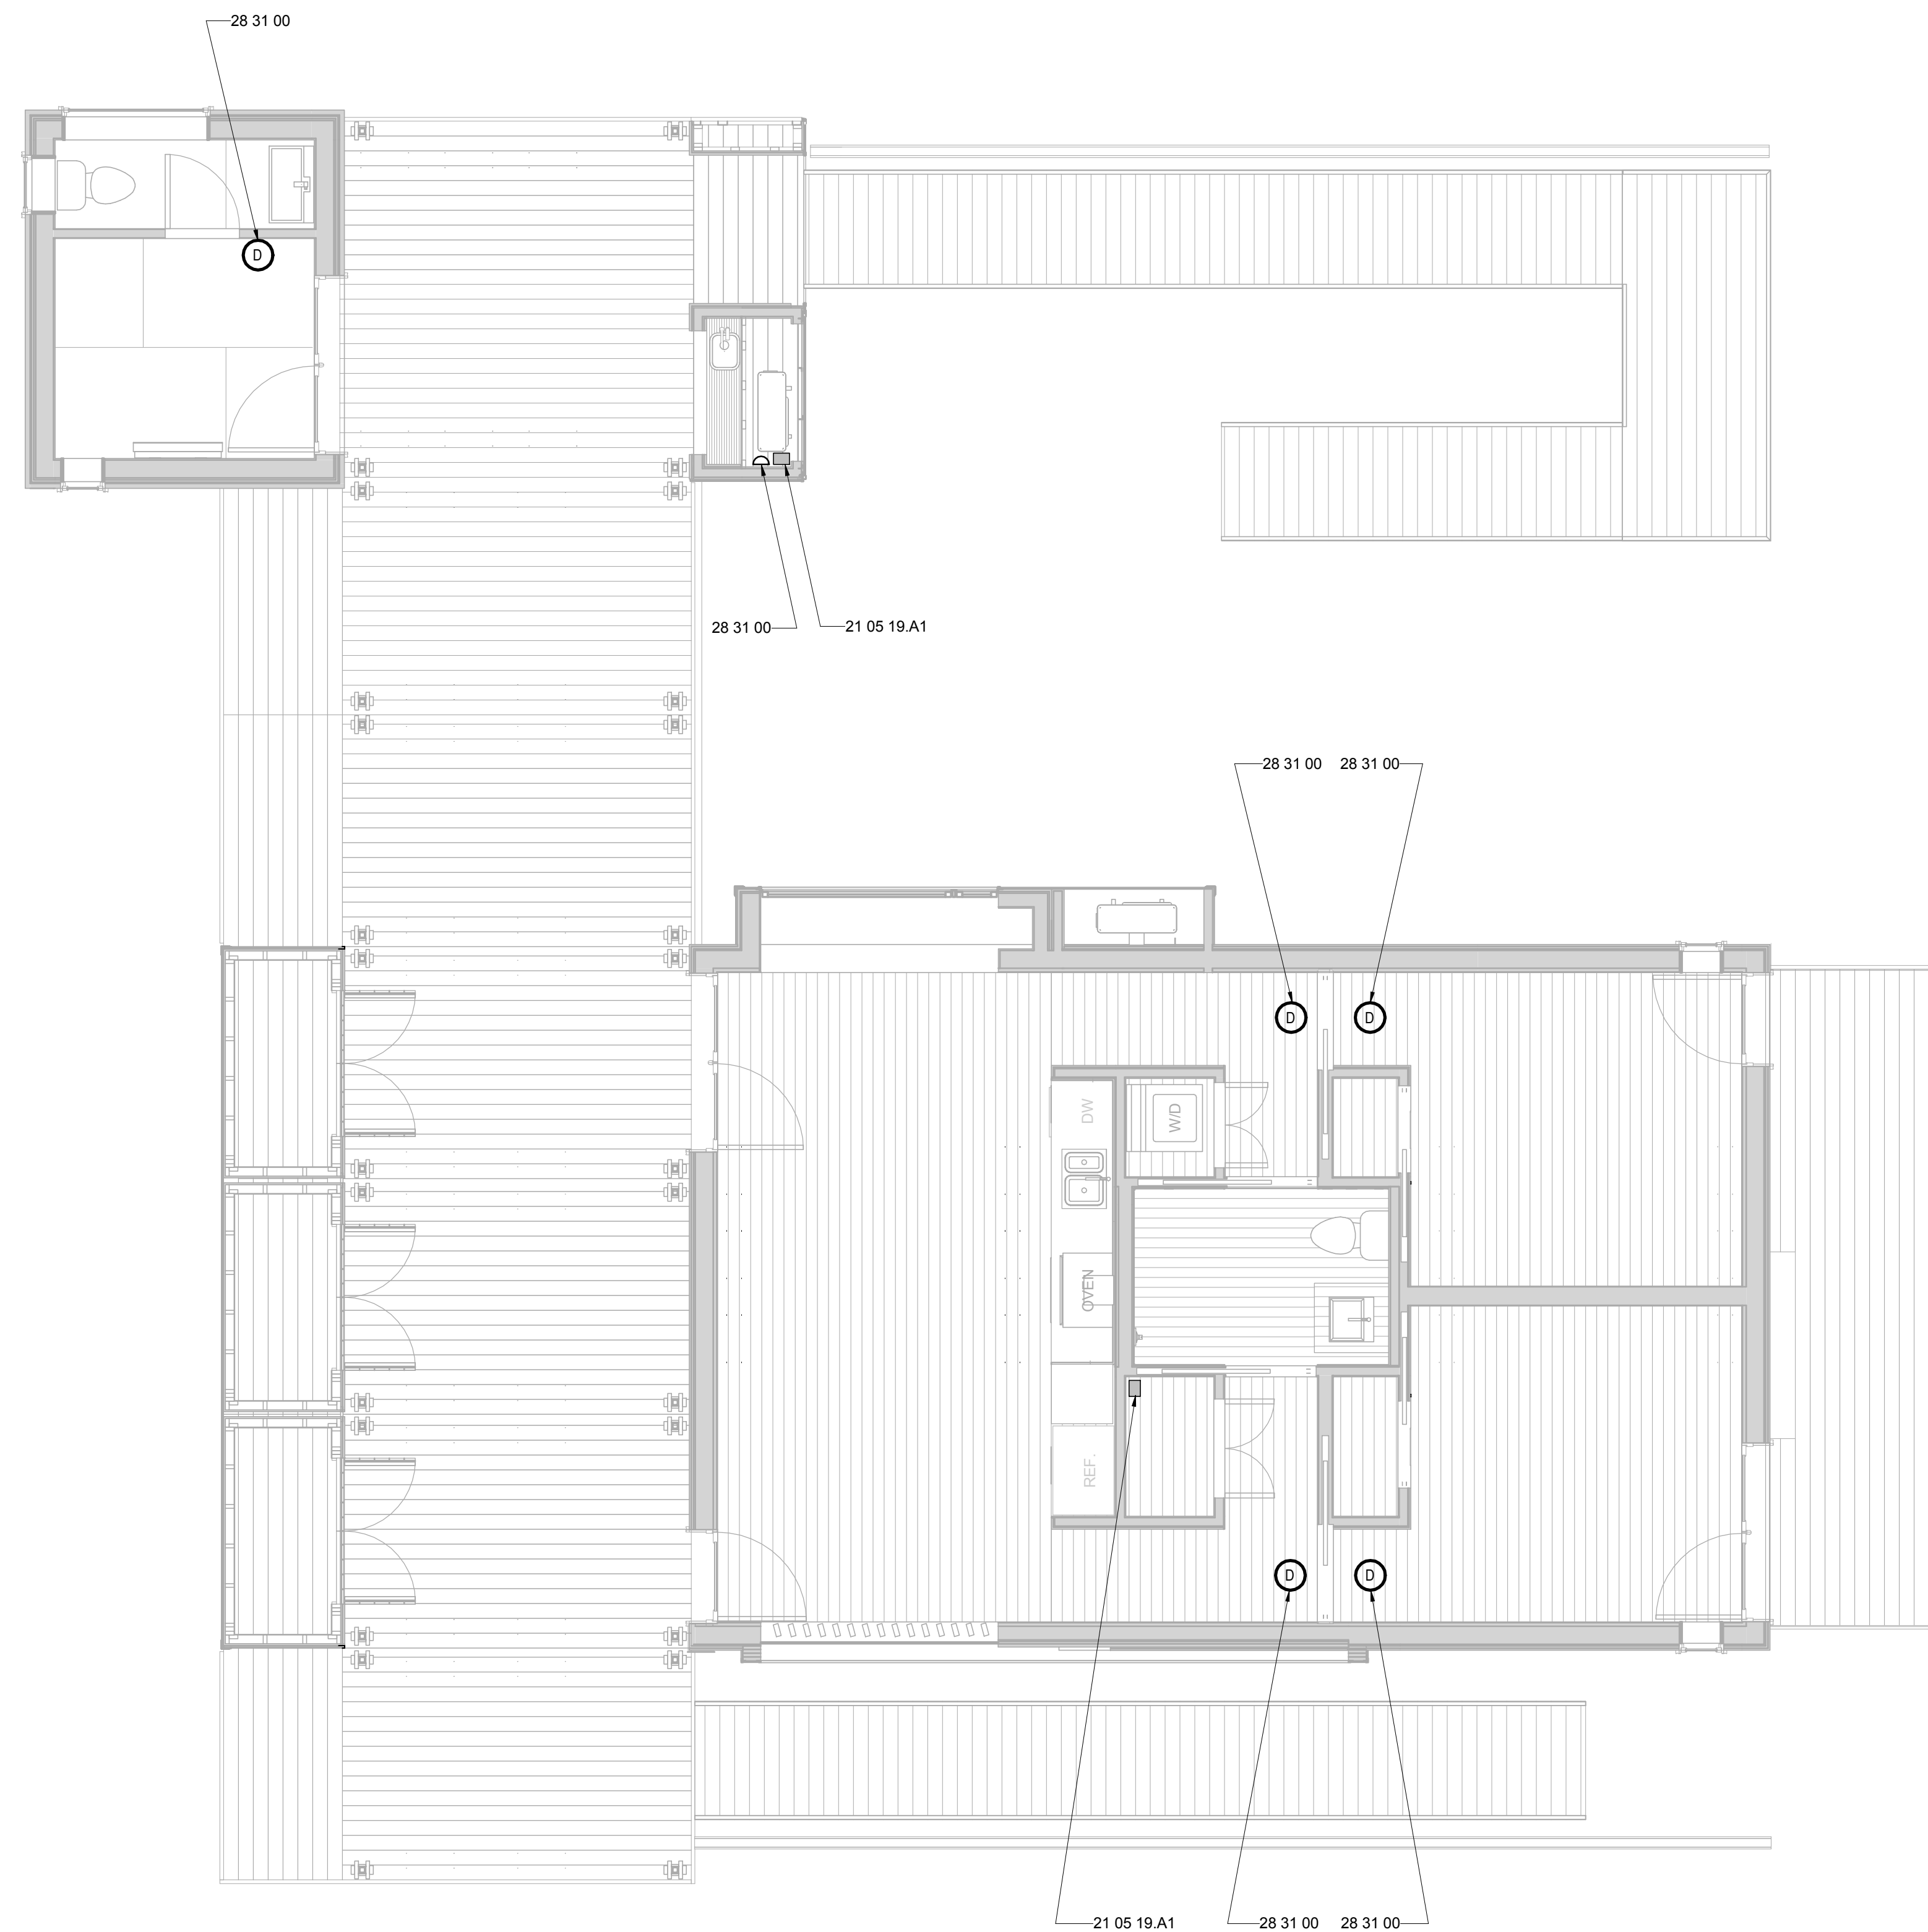 28 31 00
D
28 31 00 21 05 19.A1
28 31 00 28 31 00
D D
DW
W/D
OVEN
REF.
D D
21 05 19.A1 28 31 00 28 31 00